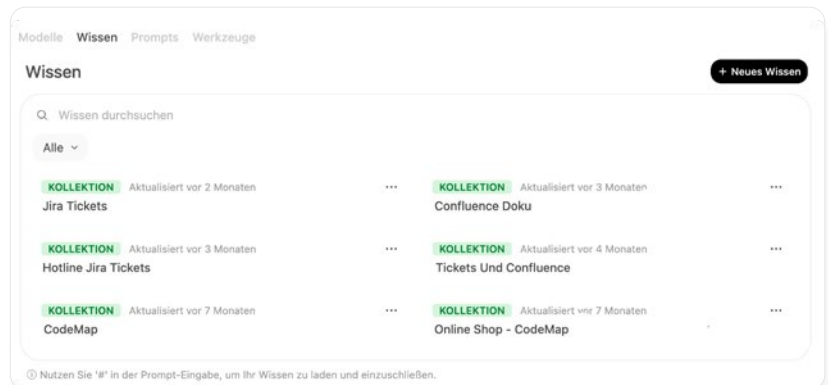 Modelle Wissen Prompts Werkzeuge
Wissen
+ Neues Wissen
Wissen durchsuchen
Alle
KOLLEKTION Aktualisiert vor 2 Monaten
Jira Tickets
KOLLEKTION Aktualisiert vor 3 Monaten
Confluence Doku
KOLLEKTION Aktualisiert vor 3 Monaten
Hotline Jira Tickets
KOLLEKTION Aktualisiert vor 4 Monaten
Tickets Und Confluence
KOLLEKTION Aktualisiert vor 7 Monaten
CodeMap
KOLLEKTION Aktualisiert vor 7 Monaten
Online Shop - CodeMap
Nutzen Sie '#' in der Prompt-Eingabe, um Ihr Wissen zu laden und einzuschließen.